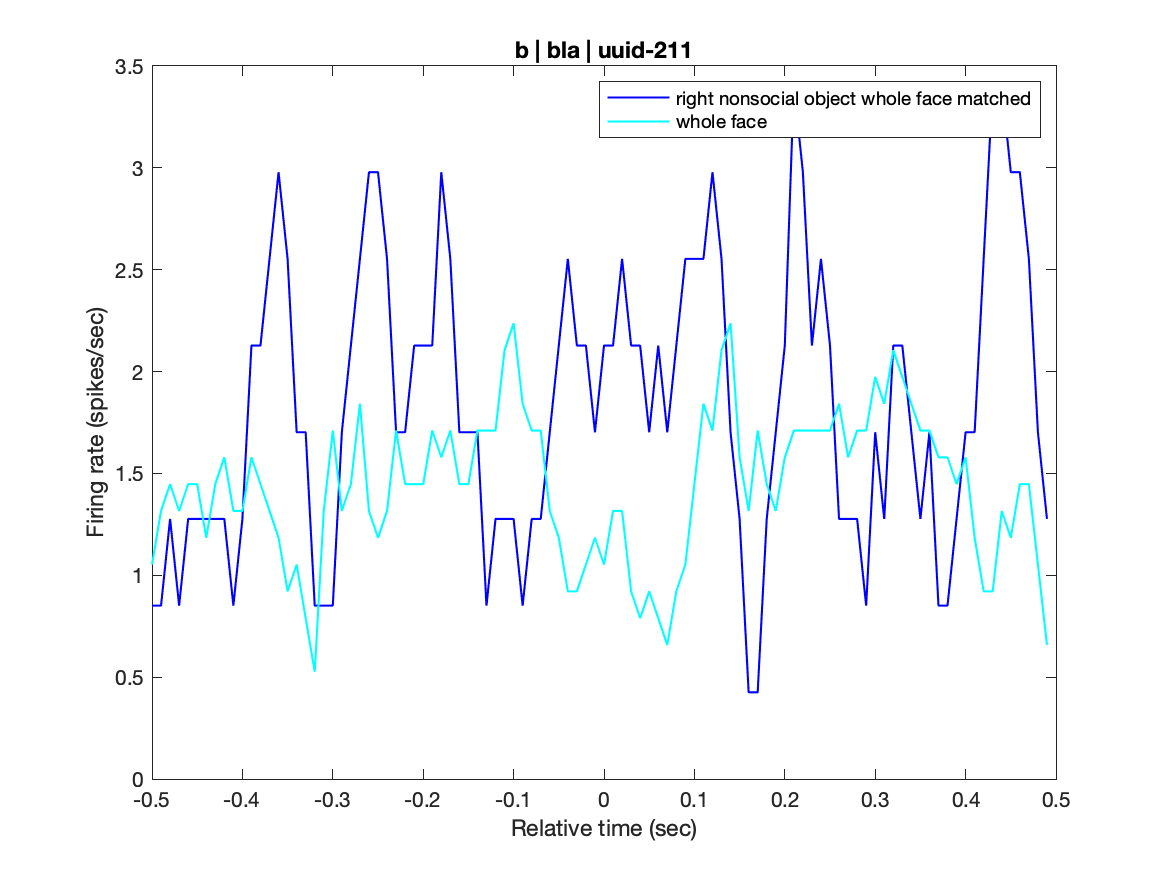 b | bla | uuid-211
3.5
3
2.5
2
1.5
1
0.5
0
Firing rate (spikes/sec)
right nonsocial object whole face matched
whole face
-0.5 -0.4 -0.3 -0.2 -0.1 0 0.1 0.2 0.3 0.4 0.5
Relative time (sec)